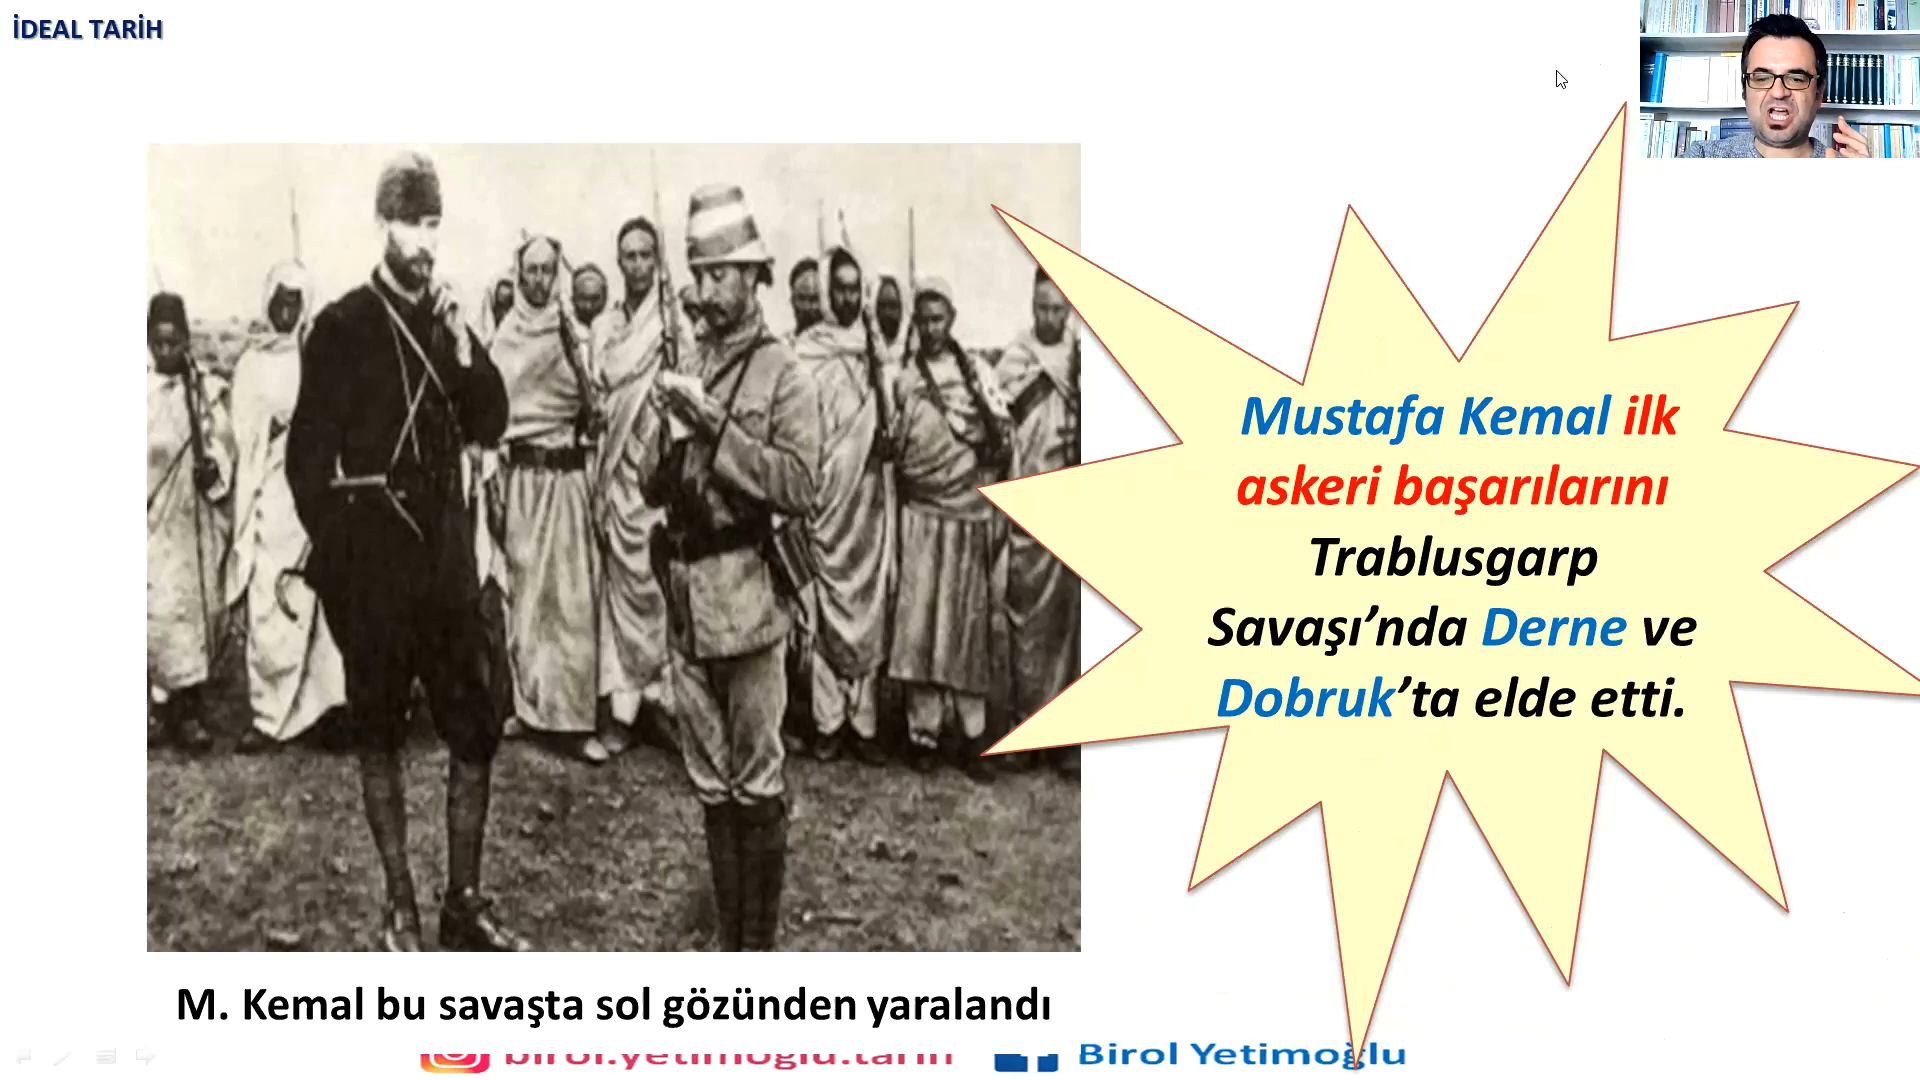 İDEAL TARİH
Mustafa Kemal ilk
askeri başarılarını
Trablusgarp
Savaşı’nda Derne ve
Dobruk’ta elde etti.
M. Kemal bu savaşta sol gözünden yaralandı
birol.yetimoglu.tarih
Birol Yetimoğlu